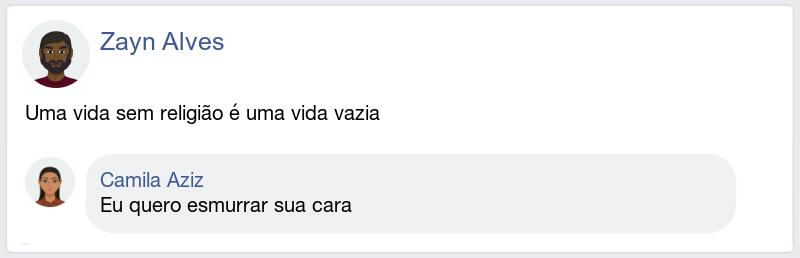 Zayn Alves
Uma vida sem religião é uma vida vazia
Camila Aziz
Eu quero esmurrar sua cara